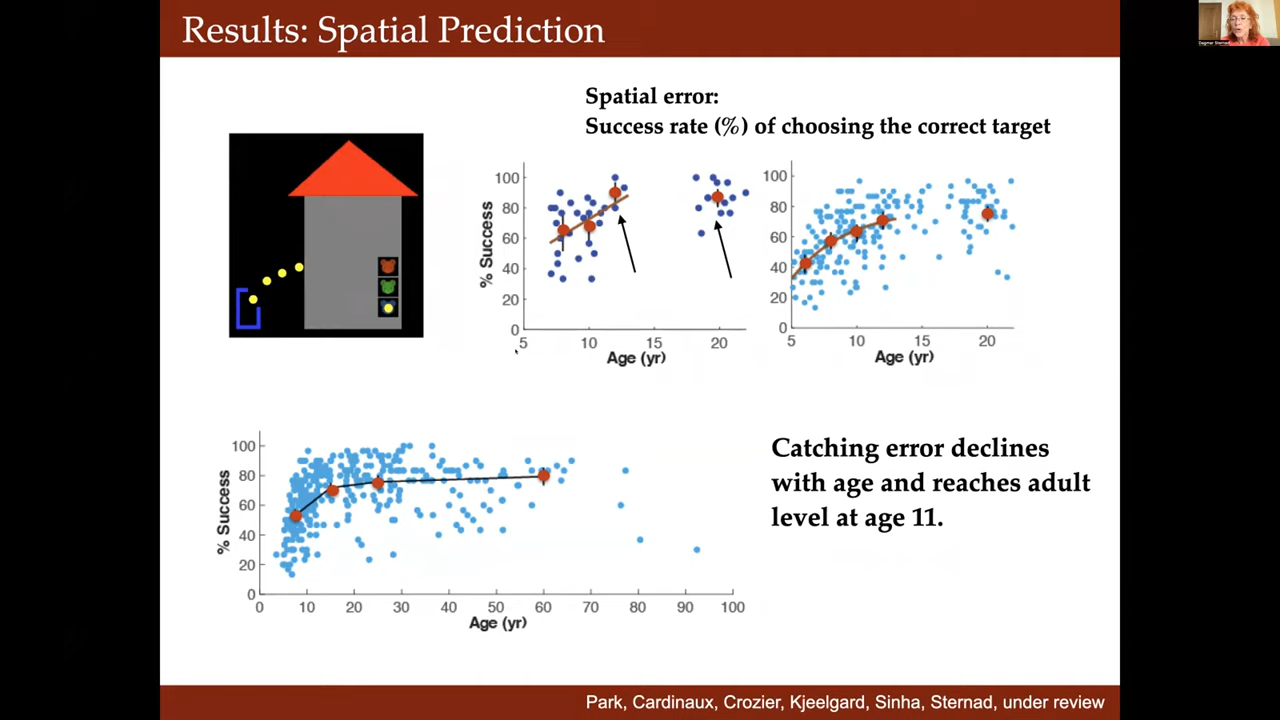 Results: Spatial Prediction
Dagmar Sternad
Spatial error:
Success rate (%) of choosing the correct target
% Success
100
80
60
40
20
0
5
10
15
20
Age (yr)
100
80
60
40
20
0
5
10
15
20
Age (yr)
% Success
100
80
60
40
20
0
0
10
20
30
40
50
60
70
80
90
100
Age (yr)
Catching error declines
with age and reaches adult
level at age 11.
Park, Cardinaux, Crozier, Kjeelgard, Sinha, Sternad, under review